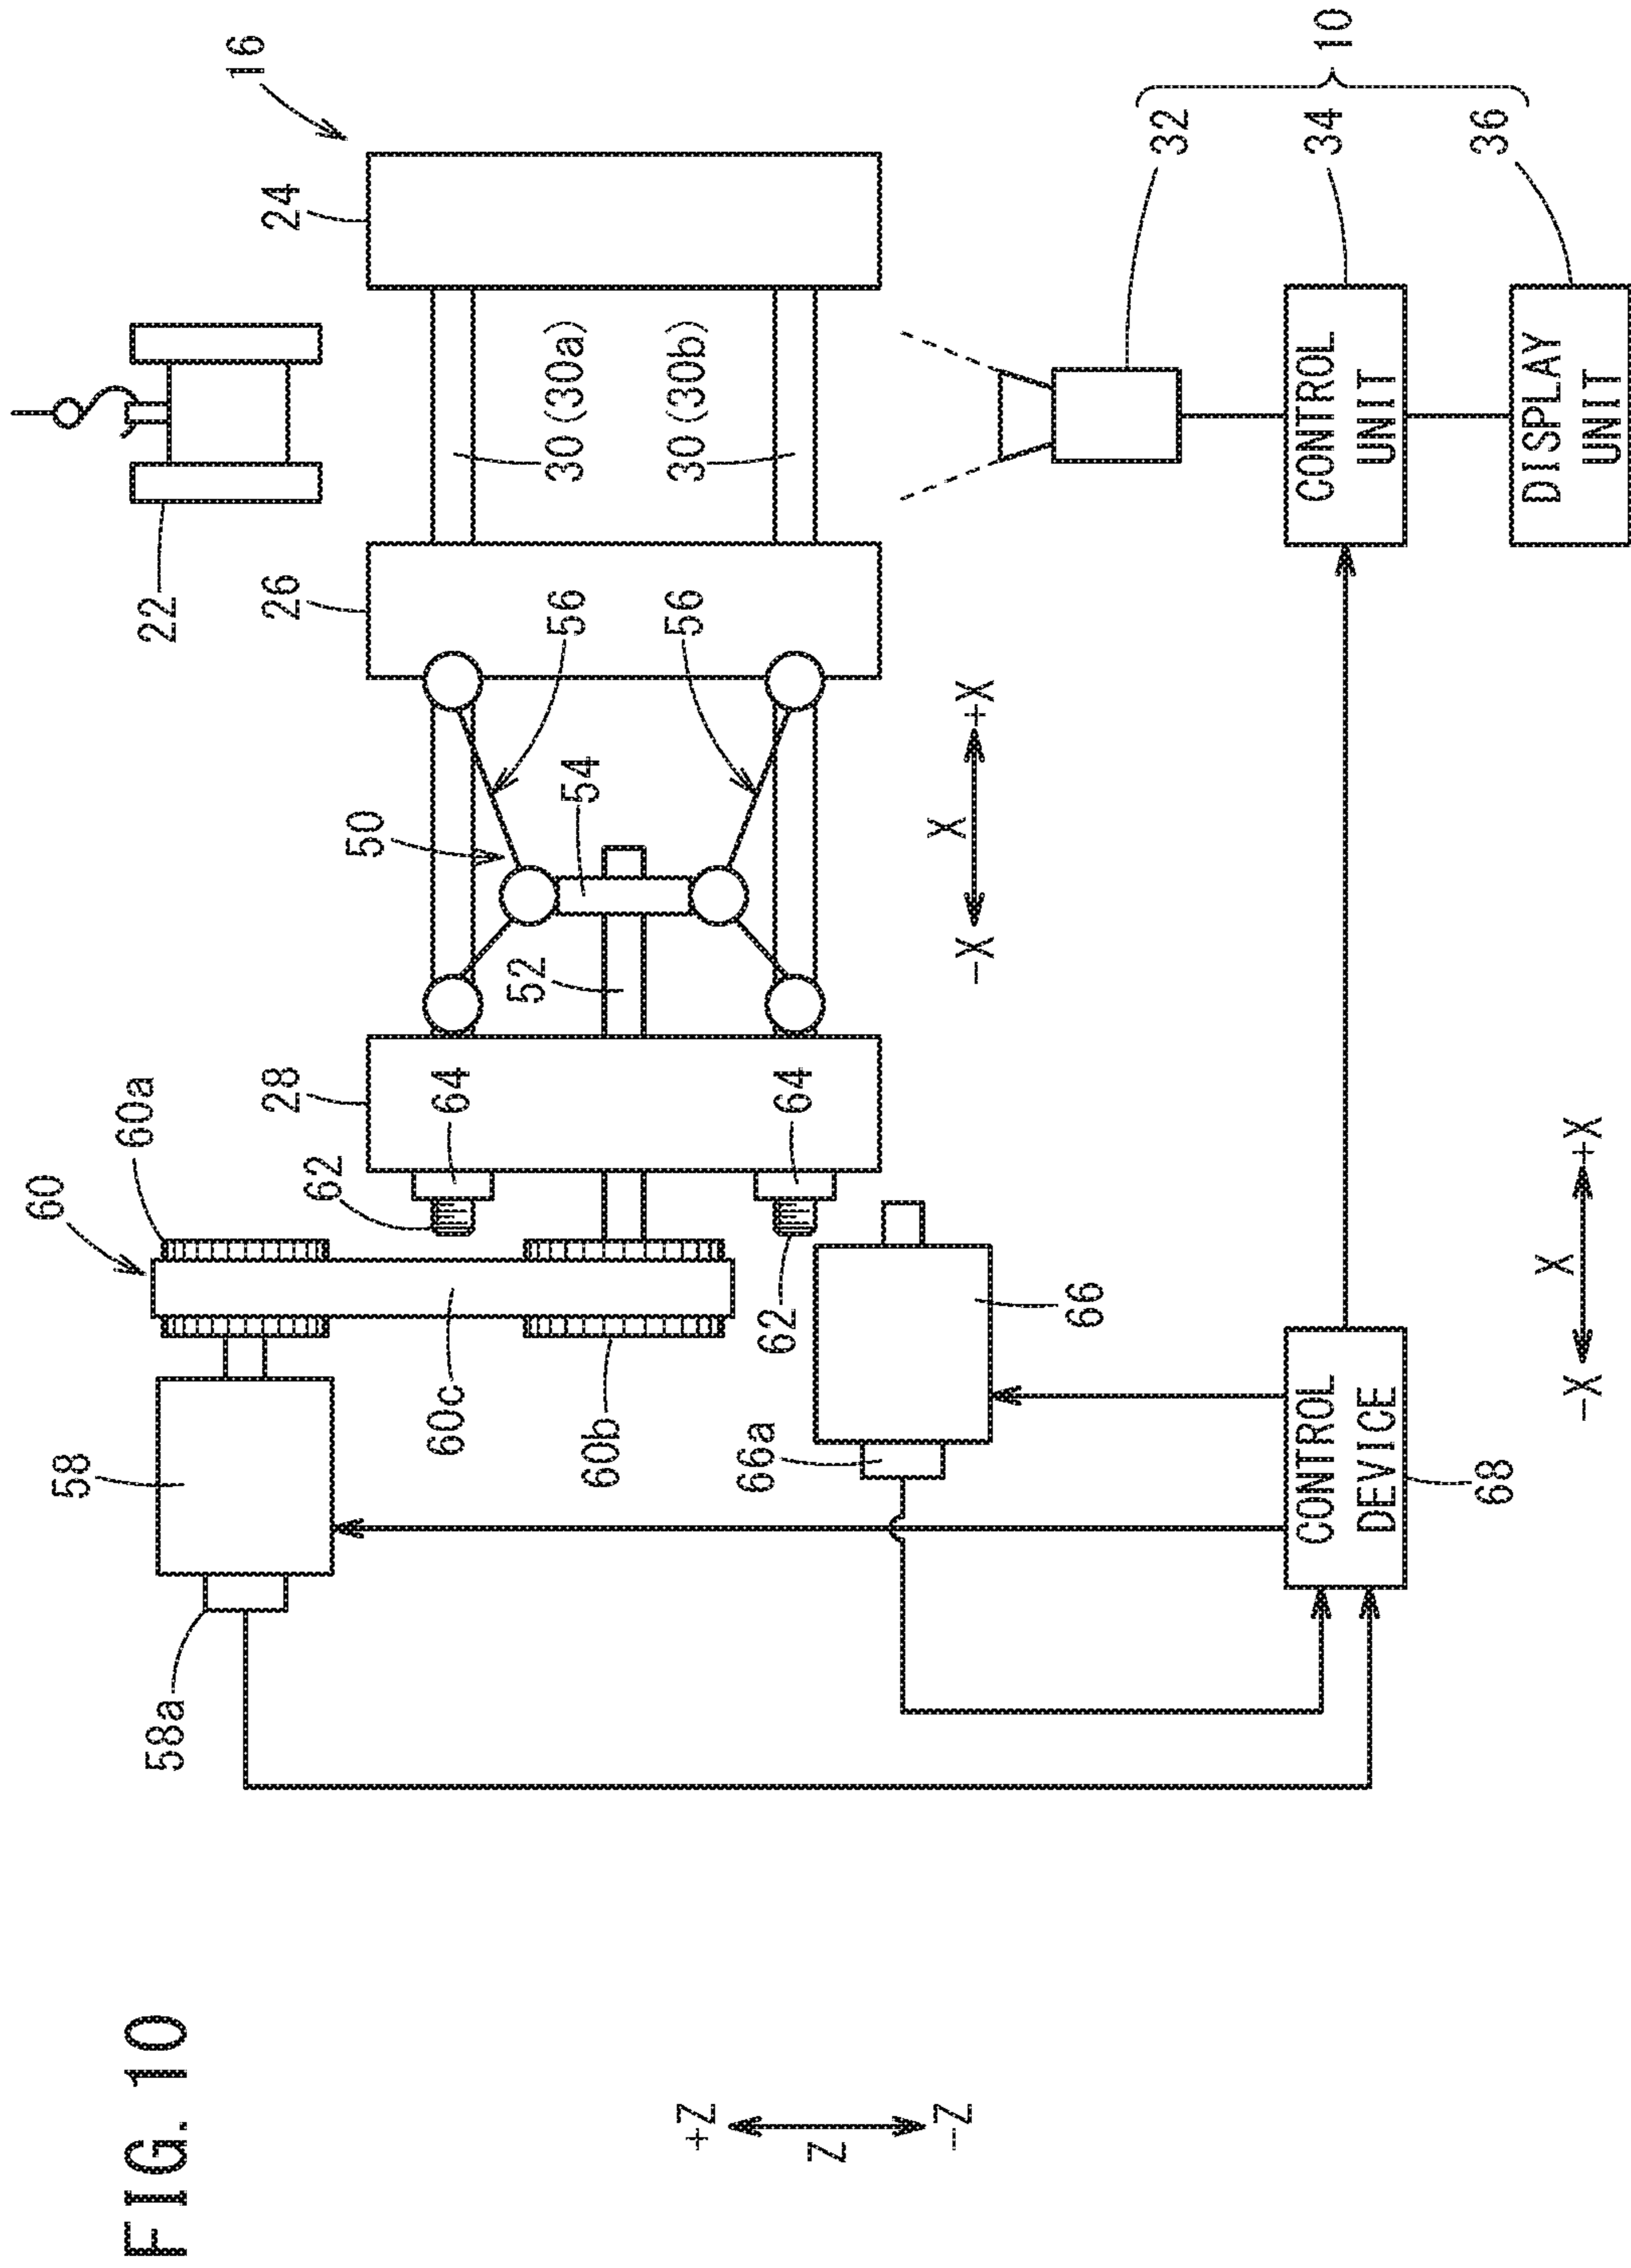 FIG. 10
16
22
24
26
28
30(30a)
30(30b)
50
52
54
56
56
58
58a
60
60a
60b
60c
62
62
64
64
66
66a
-X X +X
10
32
34
36
CONTROL
UNIT
DISPLAY
UNIT
CONTROL
DEVICE
68
-X X +X
+Z
Z
-Z